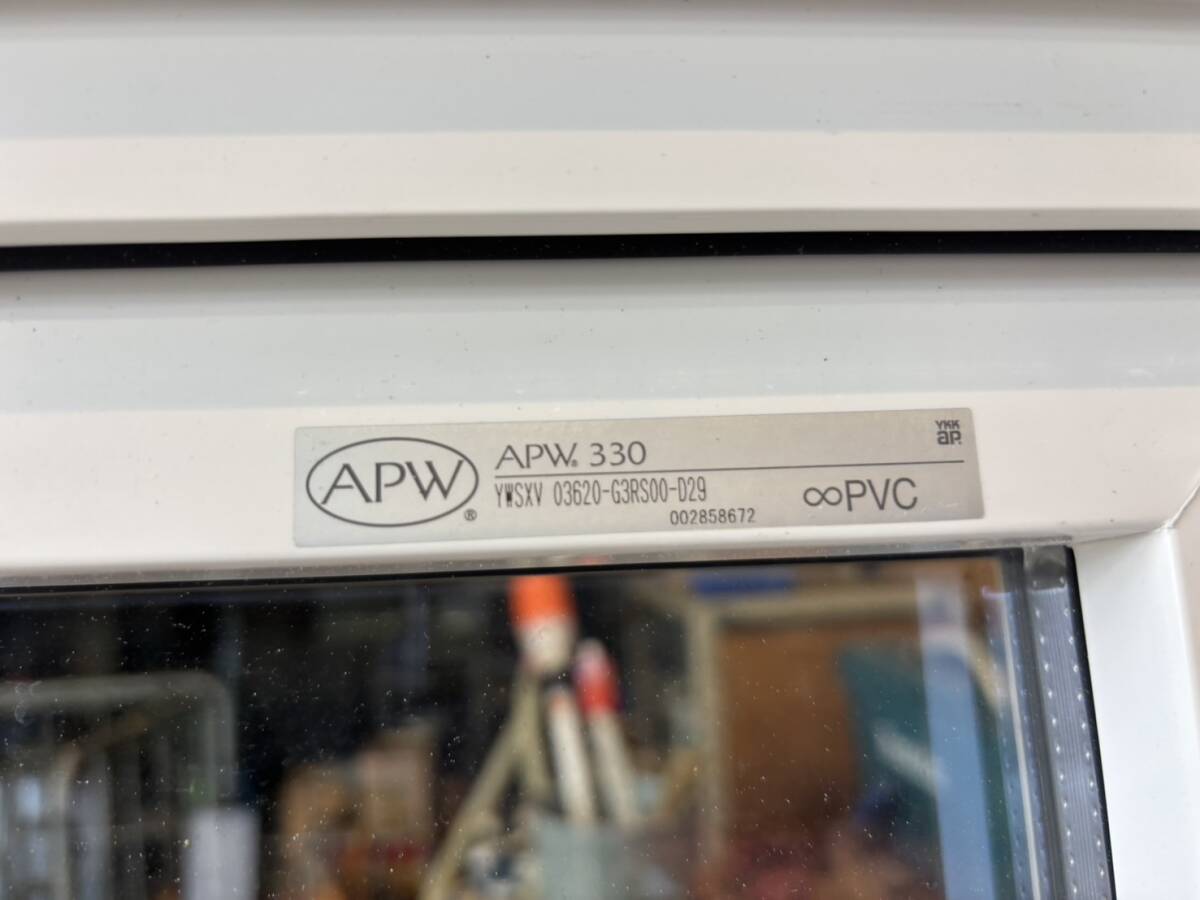 APW®
APW® 330
YKK
ap
YWSXV 03620-G3RS00-D29
∞PVC
002858672